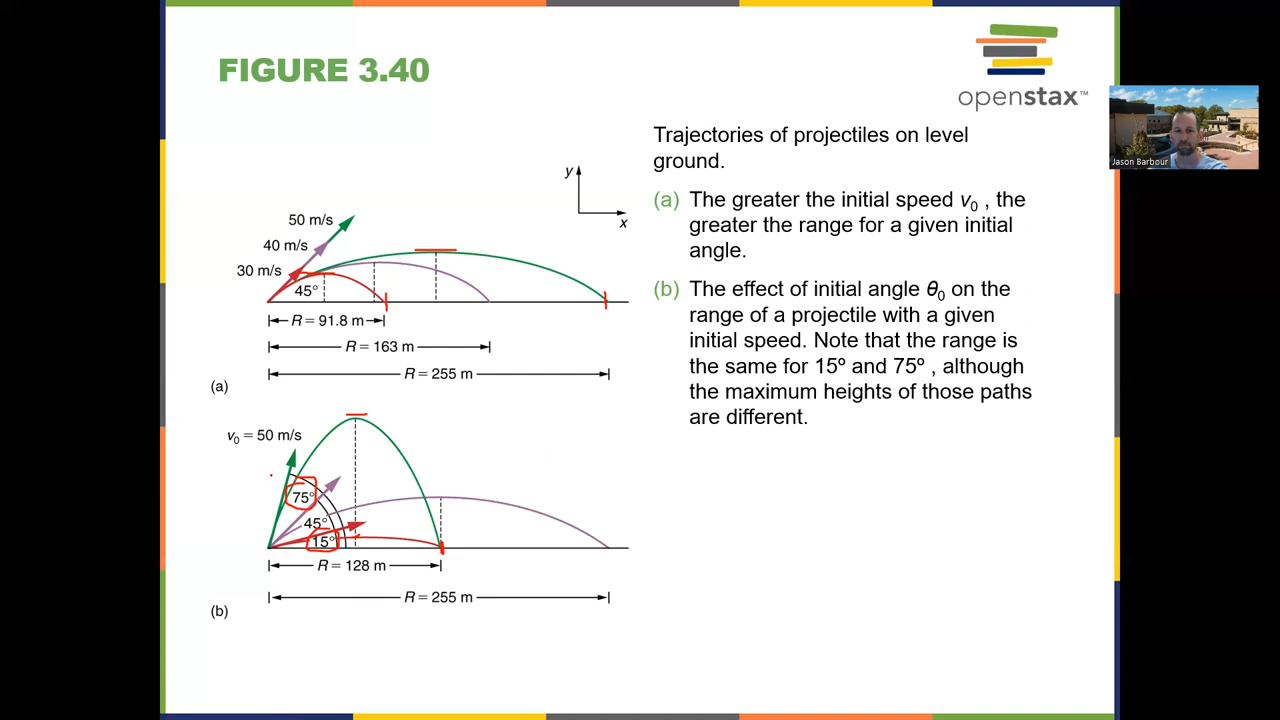 FIGURE 3.40
openstax™
Jason Barbour
Trajectories of projectiles on level
ground.
(a) The greater the initial speed v0 , the
greater the range for a given initial
angle.
(b) The effect of initial angle θ0 on the
range of a projectile with a given
initial speed. Note that the range is
the same for 15º and 75º , although
the maximum heights of those paths
are different.
y
x
50 m/s
40 m/s
30 m/s
45°
R = 91.8 m
R = 163 m
R = 255 m
(a)
v0 = 50 m/s
75°
45°
15°
R = 128 m
R = 255 m
(b)